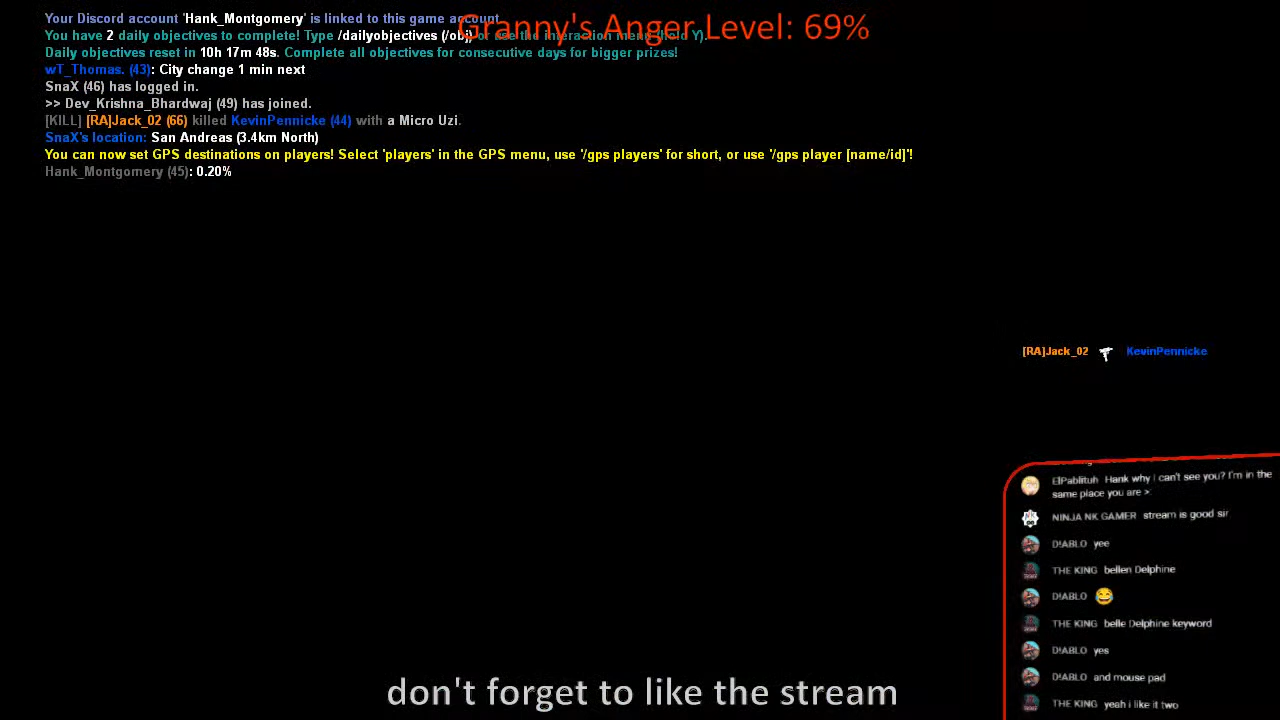 Your Discord account 'Hank_Montgomery' is linked to this game account
Granny's Anger Level: 69%
You have 2 daily objectives to complete! Type /dailyobjectives (/obj) or use the interaction menu (hold Y).
Daily objectives reset in 10h 17m 48s. Complete all objectives for consecutive days for bigger prizes!
wT_Thomas. (43): City change 1 min next
SnaX (46) has logged in.
>> Dev_Krishna_Bhardwaj (49) has joined.
[KILL] [RA]Jack_02 (66) killed KevinPennicke (44) with a Micro Uzi.
SnaX's location: San Andreas (3.4km North)
You can now set GPS destinations on players! Select 'players' in the GPS menu, use '/gps players' for short, or use '/gps player [name/id]'!
Hank_Montgomery (45): 0.20%
[RA]Jack_02 KevinPennicke
ElPablituh Hank why i can't see you? I'm in the
same place you are >:
NINJA NK GAMER stream is good sir
D!ABLO yee
THE KING bellen Delphine
D!ABLO 😂
THE KING belle Delphine keyword
D!ABLO yes
D!ABLO and mouse pad
THE KING yeah i like it two
don't forget to like the stream